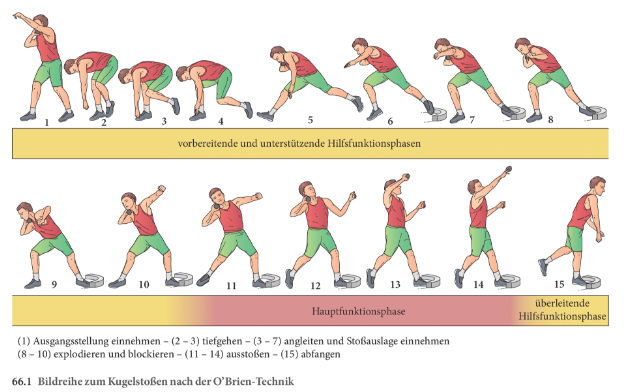 1 2 3 4 5 6 7 8
vorbereitende und unterstützende Hilfsfunktionsphasen
9 10 11 12 13 14 15
Hauptfunktionsphase
überleitende
Hilfsfunktionsphase
(1) Ausgangsstellung einnehmen – (2 – 3) tiefgehen – (3 – 7) angleiten und Stoßauslage einnehmen
(8 – 10) explodieren und blockieren – (11 – 14) ausstoßen – (15) abfangen
66.1 Bildreihe zum Kugelstoßen nach der O’Brien-Technik